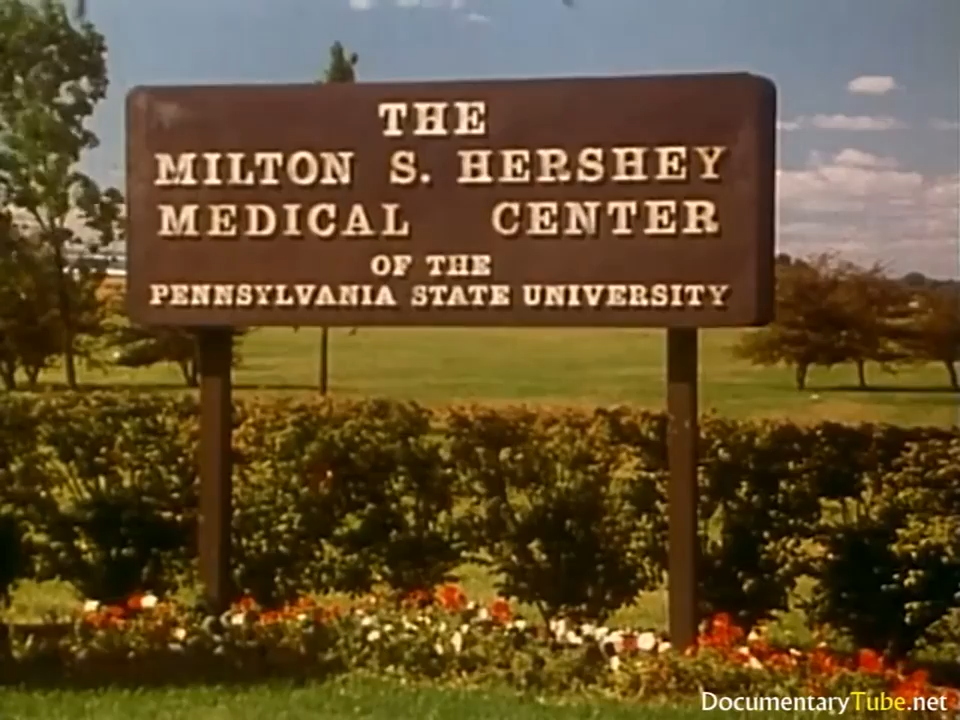 THE
MILTON S. HERSHEY
MEDICAL CENTER
OF THE
PENNSYLVANIA STATE UNIVERSITY
DocumentaryTube.net